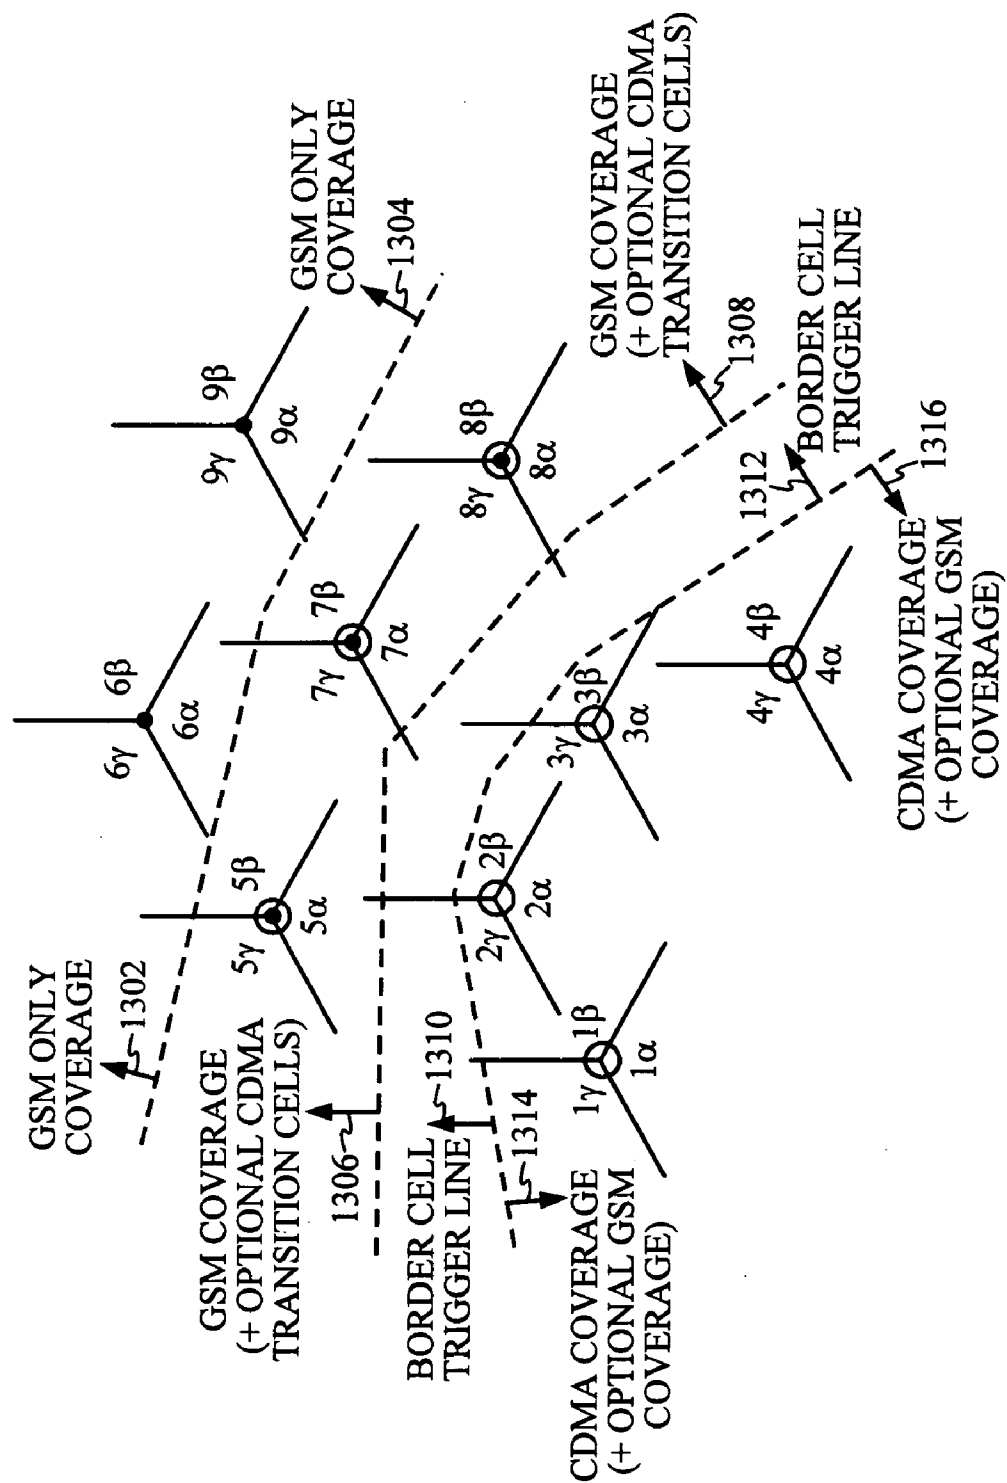 GSM ONLY
COVERAGE
1302
GSM COVERAGE
(+ OPTIONAL CDMA
TRANSITION CELLS)
1306
BORDER CELL
TRIGGER LINE
1310
1314
CDMA COVERAGE
(+ OPTIONAL GSM
COVERAGE)
GSM ONLY
COVERAGE
1304
GSM COVERAGE
(+ OPTIONAL CDMA
TRANSITION CELLS)
1308
BORDER CELL
TRIGGER LINE
1312
1316
CDMA COVERAGE
(+ OPTIONAL GSM
COVERAGE)
6γ 6β
6α
9γ 9β
9α
5γ 5β
5α
7γ 7β
7α
8γ 8β
8α
2γ 2β
2α
3γ 3β
3α
1γ 1β
1α
4γ 4β
4α